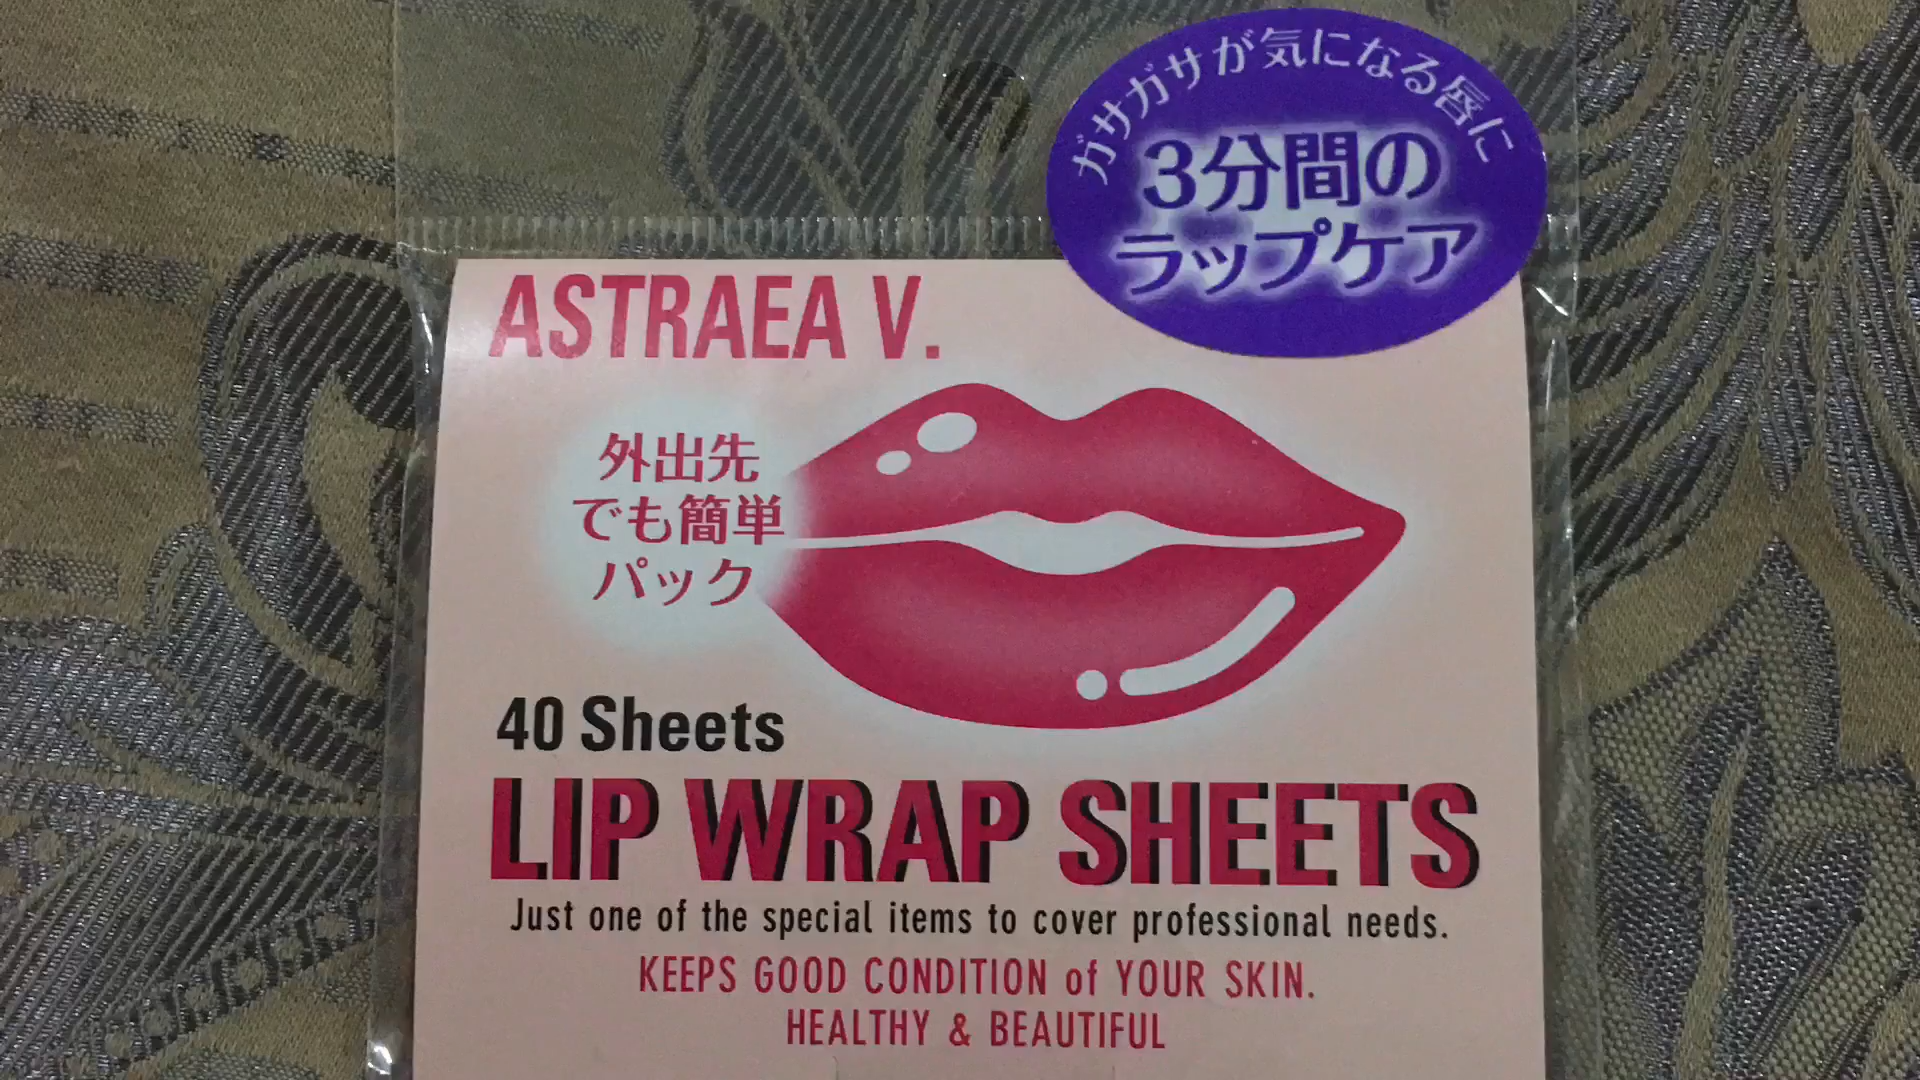 ガサガサが気になる唇に
3分間の
ラップケア
ASTRAEA V.
外出先
でも簡単
パック
40 Sheets
LIP WRAP SHEETS
Just one of the special items to cover professional needs.
KEEPS GOOD CONDITION of YOUR SKIN.
HEALTHY & BEAUTIFUL